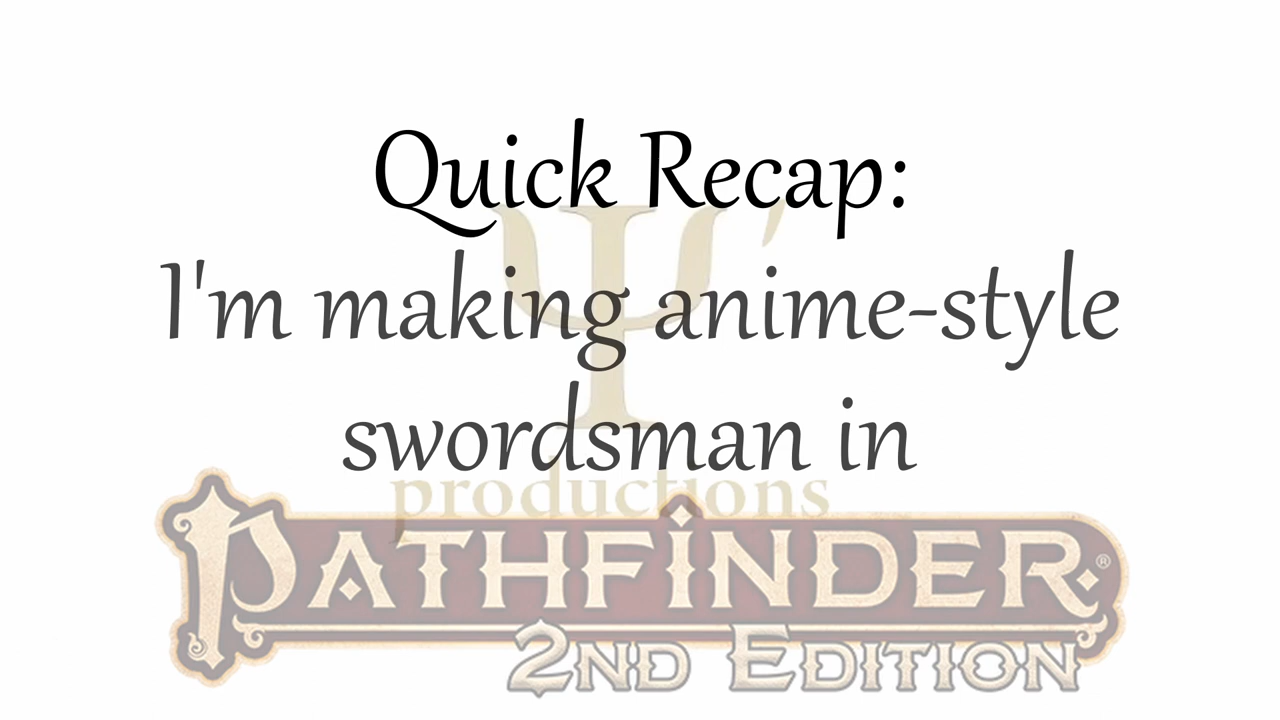 Quick Recap:
I'm making anime-style
swordsman in
productions
PATHFINDER®
2ND EDITION